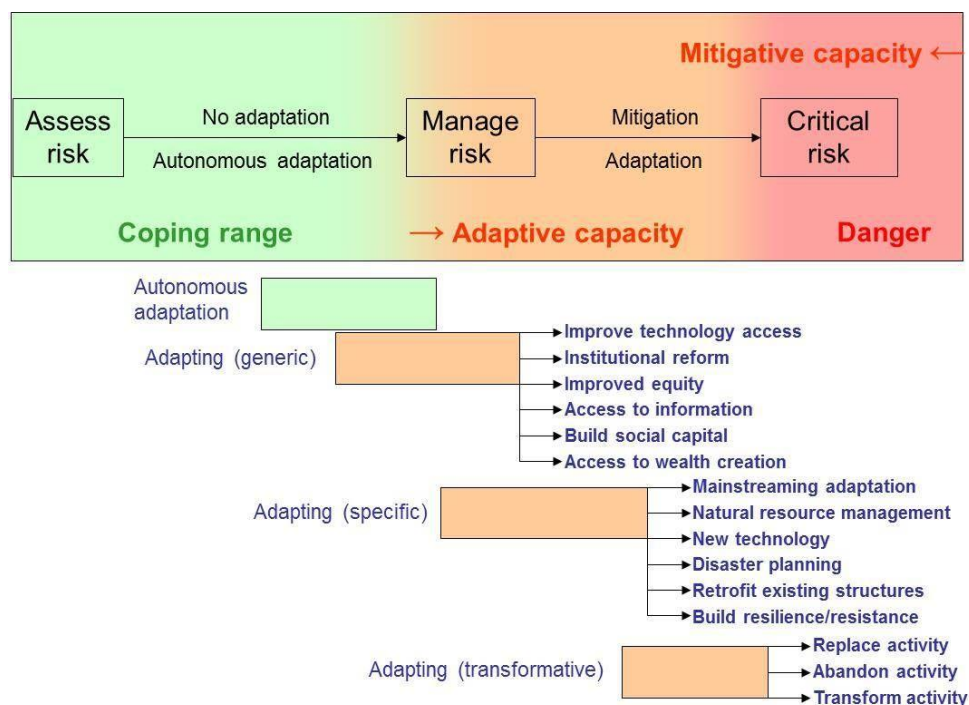 Mitigative capacity ←
Assess
risk
No adaptation
Autonomous adaptation
Manage
risk
Mitigation
Adaptation
Critical
risk
Coping range
→ Adaptive capacity
Danger
Autonomous
adaptation
Adapting (generic)
Improve technology access
Institutional reform
Improved equity
Access to information
Build social capital
Access to wealth creation
Adapting (specific)
Mainstreaming adaptation
Natural resource management
New technology
Disaster planning
Retrofit existing structures
Build resilience/resistance
Adapting (transformative)
Replace activity
Abandon activity
Transform activity